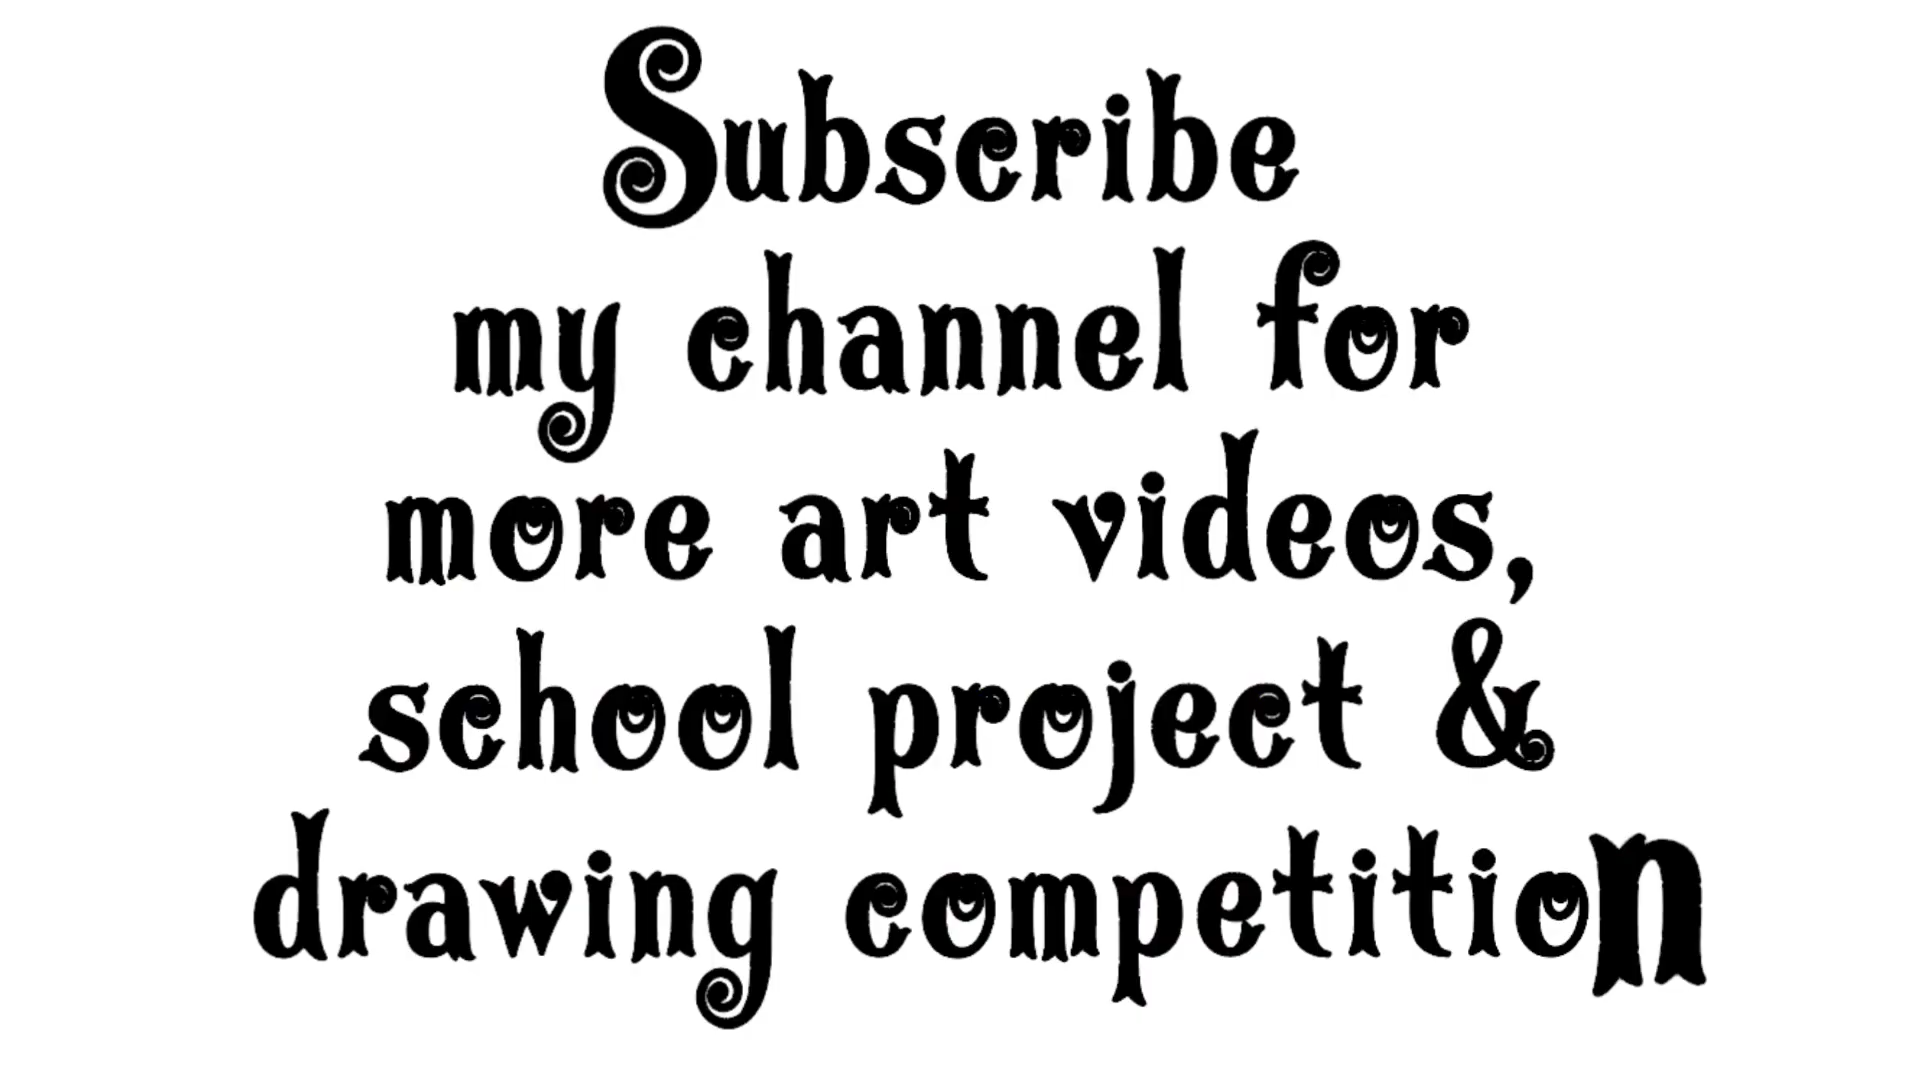 Subscribe
my channel for
more art videos,
school project &
drawing competition